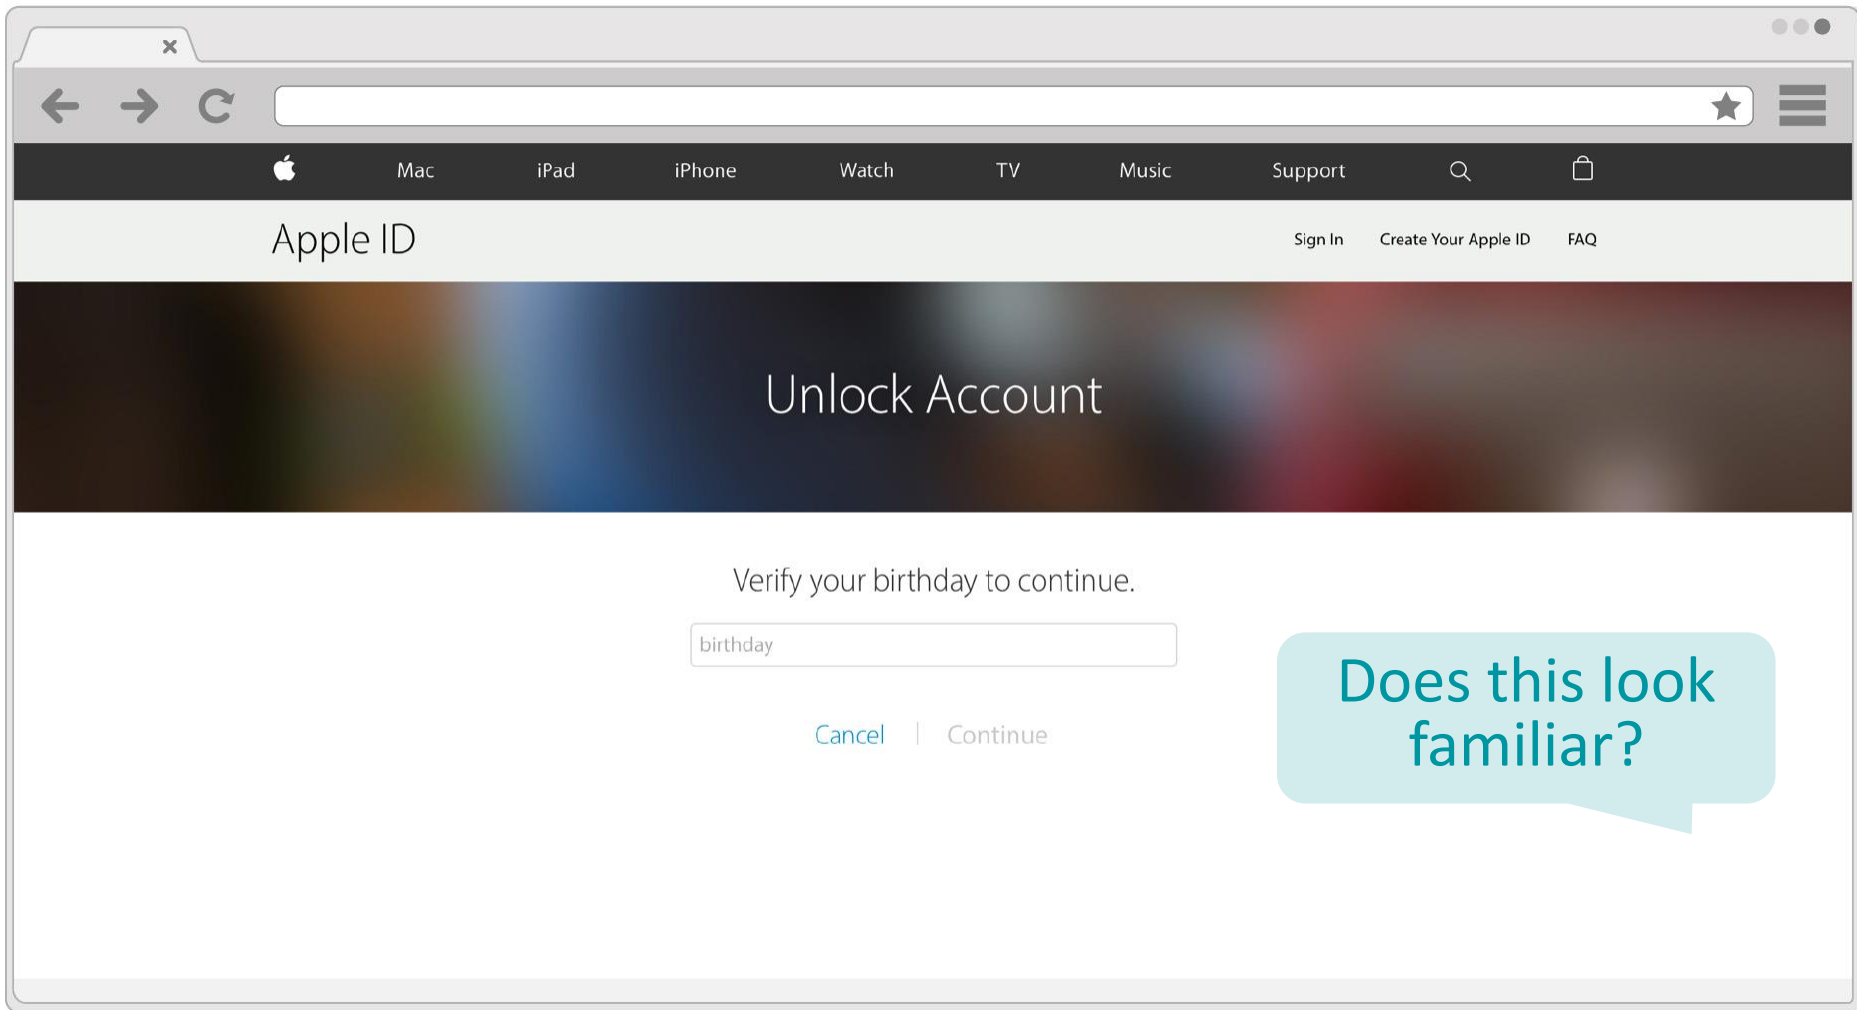 Mac iPad iPhone Watch TV Music Support
Apple ID
Sign In Create Your Apple ID FAQ
Unlock Account
Verify your birthday to continue.
birthday
Cancel | Continue
Does this look
familiar?